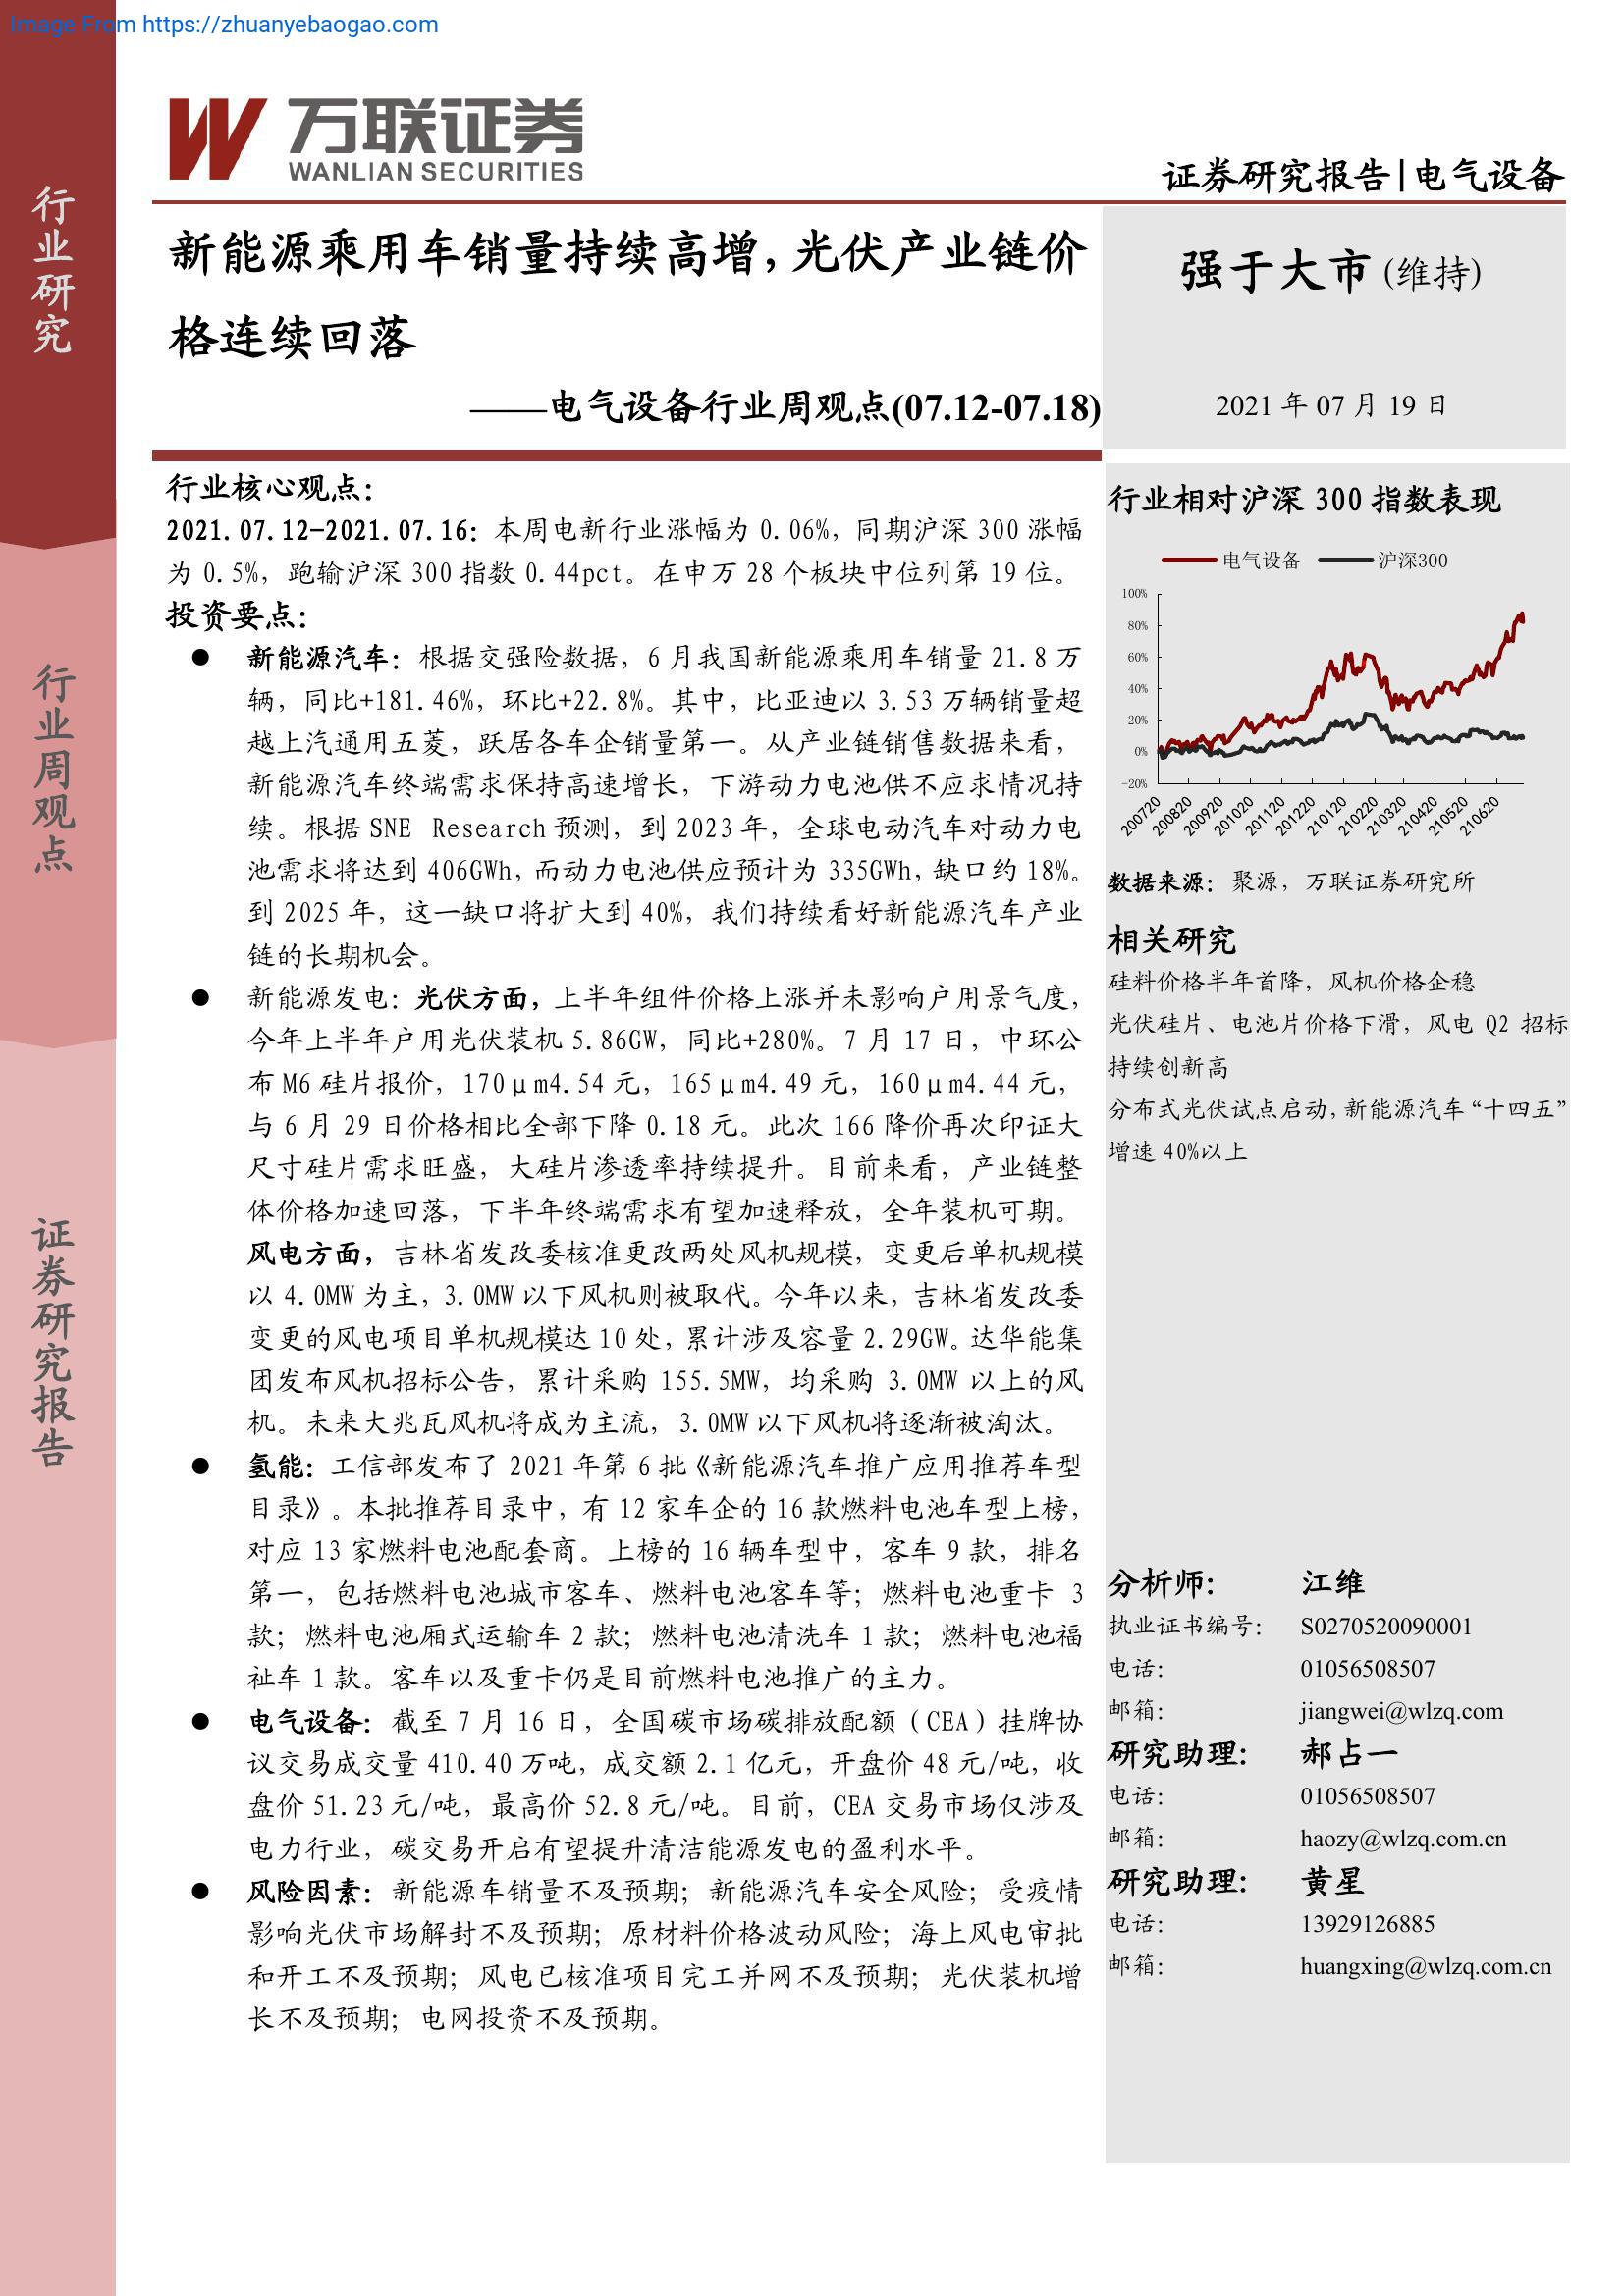 Image From https://zhuanyebaogao.com
万联证券
WANLIAN SECURITIES
证券研究报告|电气设备
行业研究
行业周观点
证券研究报告
新能源乘用车销量持续高增，光伏产业链价
格连续回落
——电气设备行业周观点(07.12-07.18)
强于大市(维持)
2021 年 07 月 19 日
行业核心观点：
2021.07.12-2021.07.16：本周电新行业涨幅为 0.06%，同期沪深 300 涨幅
为 0.5%，跑输沪深 300 指数 0.44pct。在申万 28 个板块中位列第 19 位。
投资要点：
● 新能源汽车：根据交强险数据，6 月我国新能源乘用车销量 21.8 万
辆，同比+181.46%，环比+22.8%。其中，比亚迪以 3.53 万辆销量超
越上汽通用五菱，跃居各车企销量第一。从产业链销售数据来看，
新能源汽车终端需求保持高速增长，下游动力电池供不应求情况持
续。根据 SNE Research 预测，到 2023 年，全球电动汽车对动力电
池需求将达到 406GWh，而动力电池供应预计为 335GWh，缺口约 18%。
到 2025 年，这一缺口将扩大到 40%，我们持续看好新能源汽车产业
链的长期机会。
● 新能源发电：光伏方面，上半年组件价格上涨并未影响户用景气度，
今年上半年户用光伏装机 5.86GW，同比+280%。7 月 17 日，中环公
布 M6 硅片报价，170μm4.54 元，165μm4.49 元，160μm4.44 元，
与 6 月 29 日价格相比全部下降 0.18 元。此次 166 降价再次印证大
尺寸硅片需求旺盛，大硅片渗透率持续提升。目前来看，产业链整
体价格加速回落，下半年终端需求有望加速释放，全年装机可期。
风电方面，吉林省发改委核准更改两处风机规模，变更后单机规模
以 4.0MW 为主，3.0MW 以下风机则被取代。今年以来，吉林省发改委
变更的风电项目单机规模达 10 处，累计涉及容量 2.29GW。达华能集
团发布风机招标公告，累计采购 155.5MW，均采购 3.0MW 以上的风
机。未来大兆瓦风机将成为主流，3.0MW 以下风机将逐渐被淘汰。
● 氢能：工信部发布了 2021 年第 6 批《新能源汽车推广应用推荐车型
目录》。本批推荐目录中，有 12 家车企的 16 款燃料电池车型上榜，
对应 13 家燃料电池配套商。上榜的 16 辆车型中，客车 9 款，排名
第一，包括燃料电池城市客车、燃料电池客车等；燃料电池重卡 3
款；燃料电池厢式运输车 2 款；燃料电池清洗车 1 款；燃料电池福
祉车 1 款。客车以及重卡仍是目前燃料电池推广的主力。
● 电气设备：截至 7 月 16 日，全国碳市场碳排放配额（CEA）挂牌协
议交易成交量 410.40 万吨，成交额 2.1 亿元，开盘价 48 元/吨，收
盘价 51.23 元/吨，最高价 52.8 元/吨。目前，CEA 交易市场仅涉及
电力行业，碳交易开启有望提升清洁能源发电的盈利水平。
● 风险因素：新能源车销量不及预期；新能源汽车安全风险；受疫情
影响光伏市场解封不及预期；原材料价格波动风险；海上风电审批
和开工不及预期；风电已核准项目完工并网不及预期；光伏装机增
长不及预期；电网投资不及预期。
行业相对沪深 300 指数表现
电气设备 沪深300
100%
80%
60%
40%
20%
0%
-20%
200720 200820 200920 201020 201120 201220 210120 210220 210320 210420 210520 210620
数据来源：聚源，万联证券研究所
相关研究
硅料价格半年首降，风机价格企稳
光伏硅片、电池片价格下滑，风电 Q2 招标
持续创新高
分布式光伏试点启动，新能源汽车“十四五”
增速 40%以上
分析师： 江维
执业证书编号： S0270520090001
电话： 01056508507
邮箱： jiangwei@wlzq.com
研究助理： 郝占一
电话： 01056508507
邮箱： haozy@wlzq.com.cn
研究助理： 黄星
电话： 13929126885
邮箱： huangxing@wlzq.com.cn